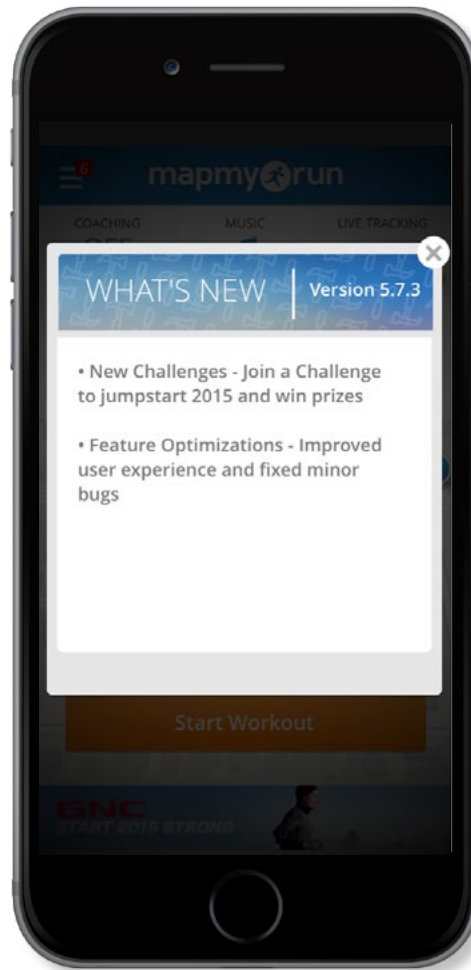 6
mapmyrun
COACHING MUSIC LIVE TRACKING
OFF
WHAT'S NEW Version 5.7.3
• New Challenges - Join a Challenge
to jumpstart 2015 and win prizes
• Feature Optimizations - Improved
user experience and fixed minor
bugs
Start Workout
GNC
START 2015 STRONG